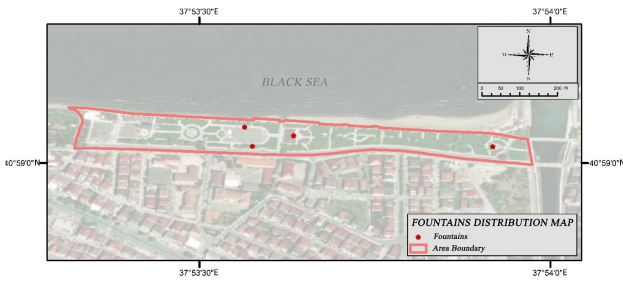 37°53'30"E 37°54'0"E
N
W E
S
0 50 100 200 m
BLACK SEA
40°59'0"N 40°59'0"N
FOUNTAINS DISTRIBUTION MAP
Fountains
Area Boundary
37°53'30"E 37°54'0"E